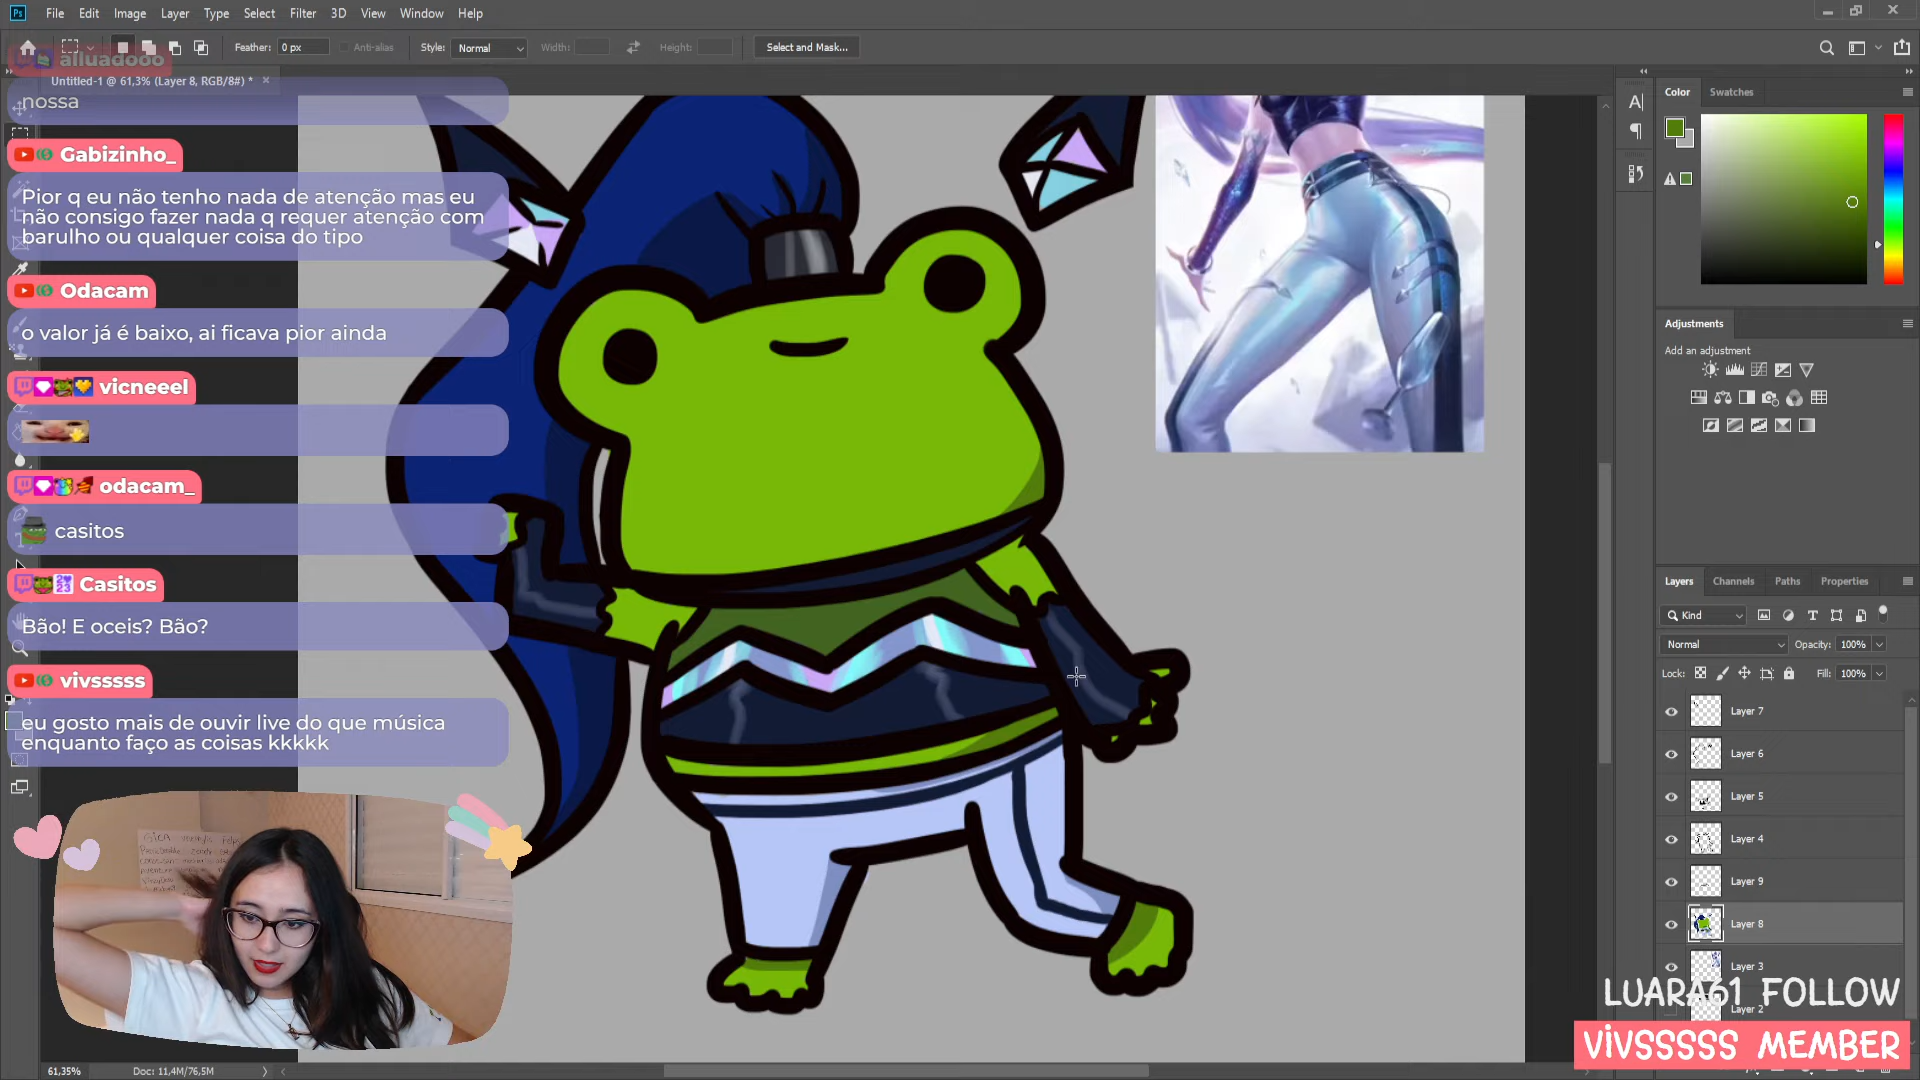 Ps File Edit Image Layer Type Select Filter 3D View Window Help
Feather: 0 px Anti-alias Style: Normal Width: Height: Select and Mask...
Untitled-1 @ 61,3% (Layer 8, RGB/8#) * ×
alluadooo
nossa
Gabizinho_
Pior q eu não tenho nada de atenção mas eu
não consigo fazer nada q requer atenção com
barulho ou qualquer coisa do tipo
Odacam
o valor já é baixo, ai ficava pior ainda
vicneeel
odacam_
casitos
Casitos
Bão! E oceis? Bão?
vivsssss
eu gosto mais de ouvir live do que música
enquanto faço as coisas kkkkk
Color Swatches
Adjustments
Add an adjustment
Layers Channels Paths Properties
Kind
Normal Opacity: 100%
Lock: Fill: 100%
Layer 7
Layer 6
Layer 5
Layer 4
Layer 9
Layer 8
Layer 3
Layer 2
LUARA61 FOLLOW
VIVSSSSS MEMBER
61,35% Doc: 11,4M/76,5M